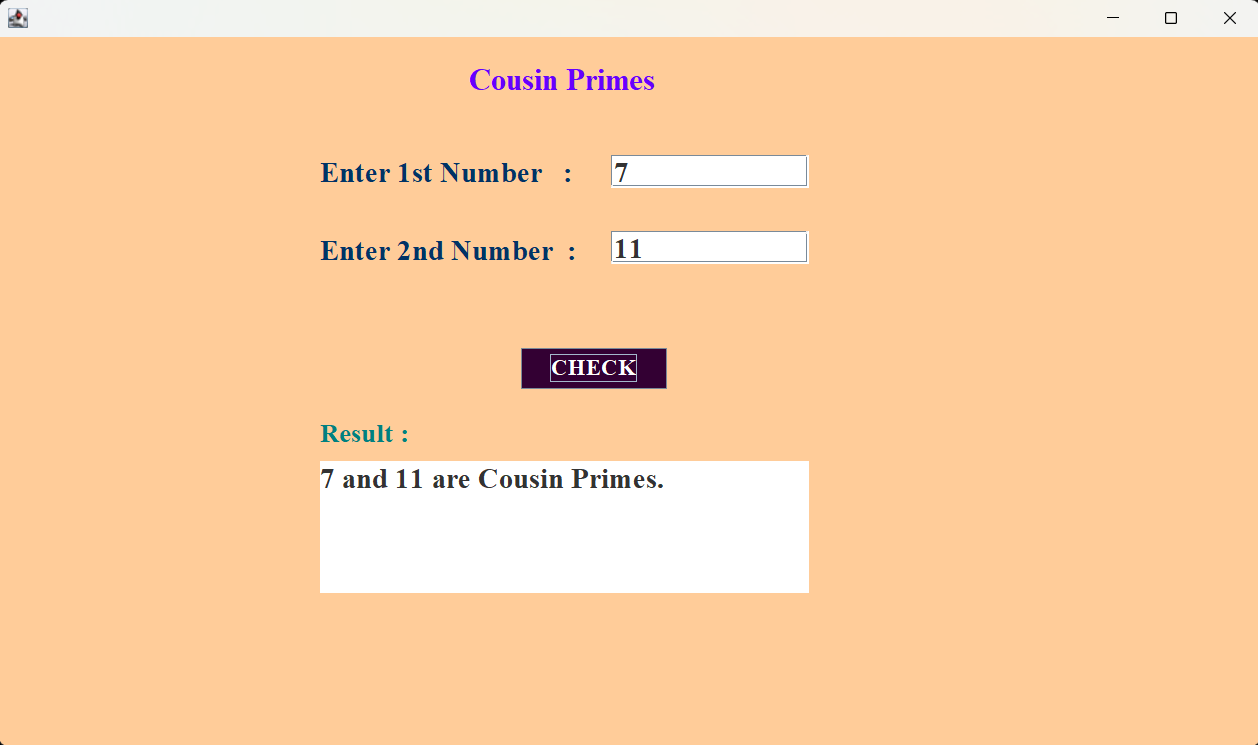 Cousin Primes
Enter 1st Number : 7
Enter 2nd Number : 11
CHECK
Result :
7 and 11 are Cousin Primes.